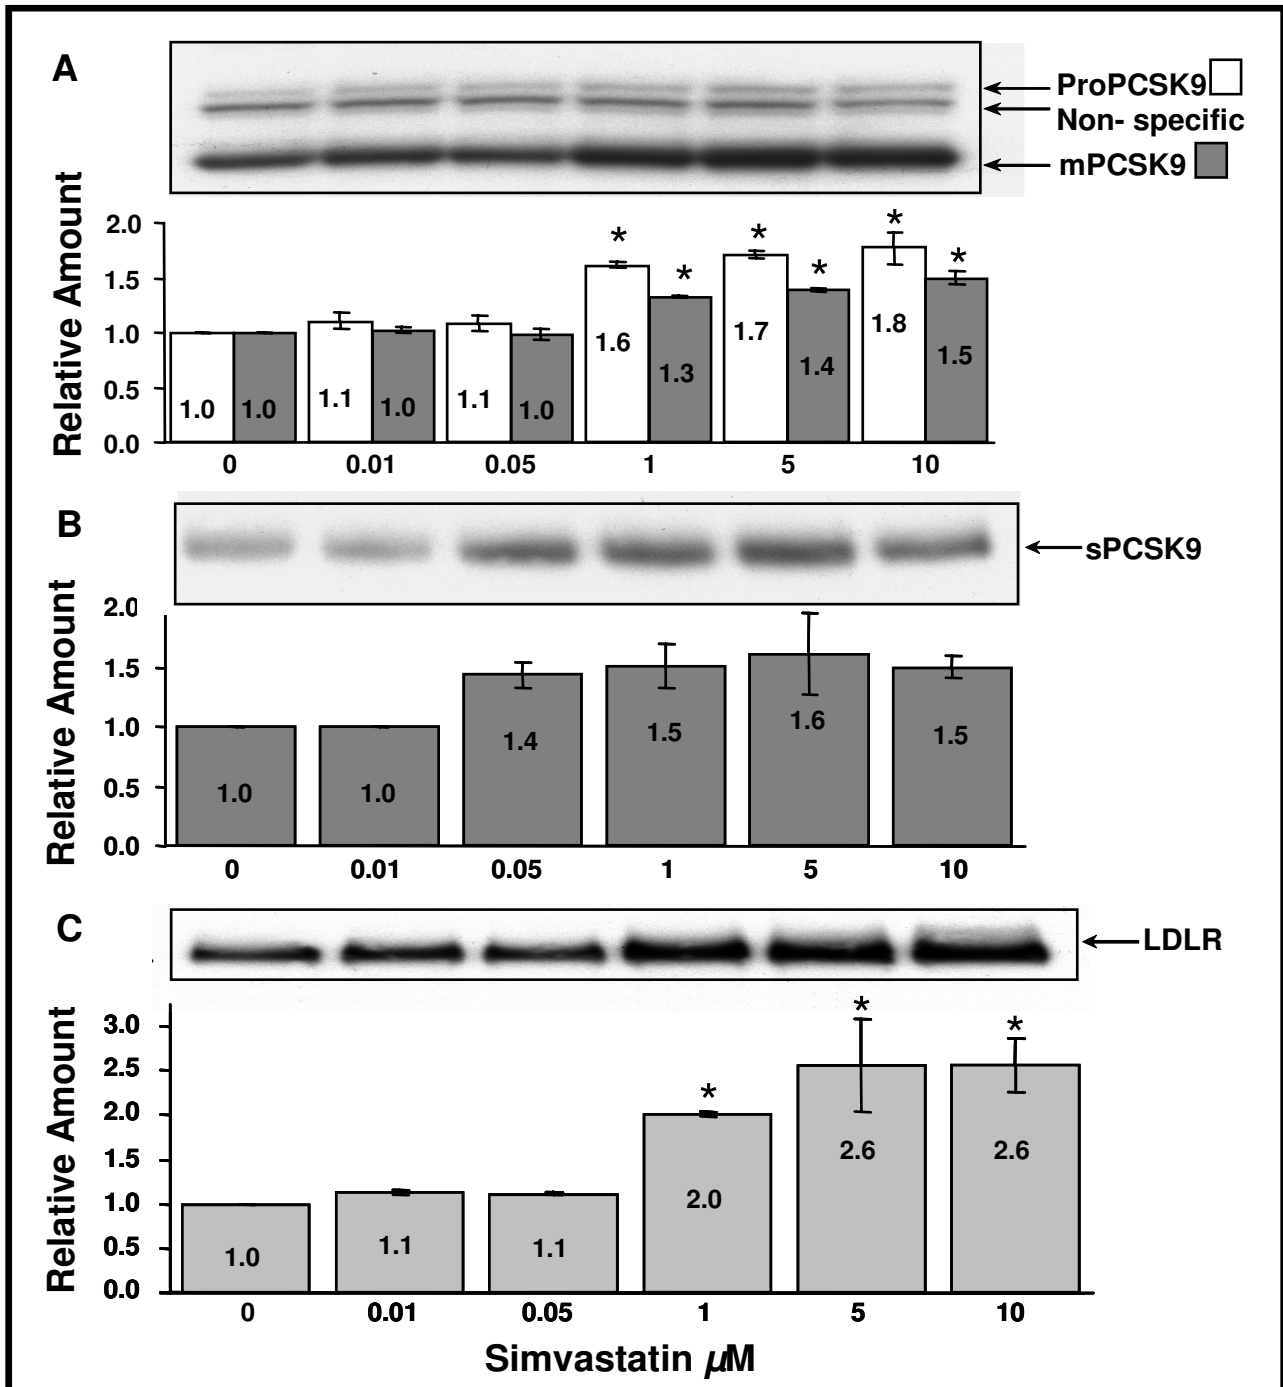 A
ProPCSK9
Non- specific
mPCSK9
Relative Amount
2.0
1.5
1.0
0.5
0.0
* * * * * *
1.0 1.0 1.1 1.0 1.1 1.0 1.6 1.3 1.7 1.4 1.8 1.5
0 0.01 0.05 1 5 10
B
sPCSK9
Relative Amount
2.0
1.5
1.0
0.5
0.0
1.0 1.0 1.4 1.5 1.6 1.5
0 0.01 0.05 1 5 10
C
LDLR
Relative Amount
3.0
2.5
2.0
1.5
1.0
0.5
0.0
* * *
1.0 1.1 1.1 2.0 2.6 2.6
0 0.01 0.05 1 5 10
Simvastatin µM